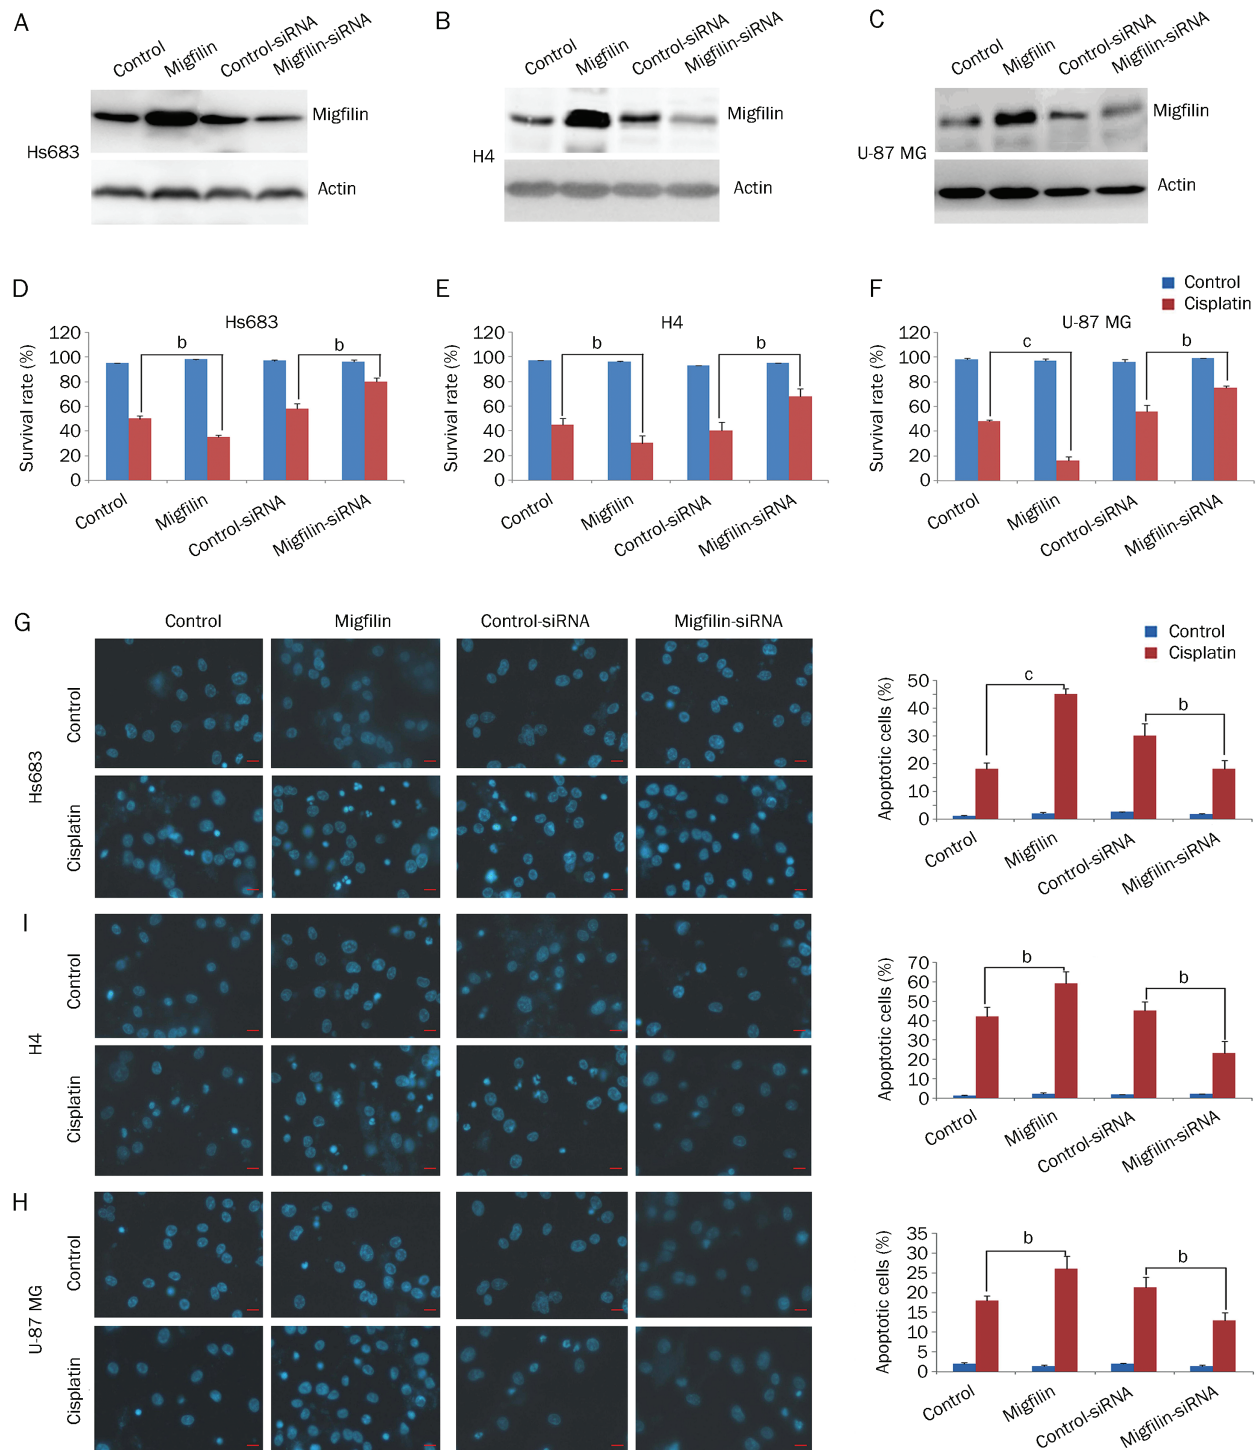 A
Control
Migfilin
Control-siRNA
Migfilin-siRNA
Migfilin
Hs683
Actin
B
Control
Migfilin
Control-siRNA
Migfilin-siRNA
Migfilin
H4
Actin
C
Control
Migfilin
Control-siRNA
Migfilin-siRNA
Migfilin
U-87 MG
Actin
D
Hs683
Survival rate (%)
120
100
80
60
40
20
0
b
b
Control
Migfilin
Control-siRNA
Migfilin-siRNA
E
H4
Survival rate (%)
120
100
80
60
40
20
0
b
b
Control
Migfilin
Control-siRNA
Migfilin-siRNA
F
Control
Cisplatin
U-87 MG
Survival rate (%)
120
100
80
60
40
20
0
c
b
Control
Migfilin
Control-siRNA
Migfilin-siRNA
G
Control
Migfilin
Control-siRNA
Migfilin-siRNA
Hs683
Control
Cisplatin
Control
Cisplatin
Apoptotic cells (%)
50
40
30
20
10
0
c
b
Control
Migfilin
Control-siRNA
Migfilin-siRNA
I
H4
Control
Cisplatin
Apoptotic cells (%)
70
60
50
40
30
20
10
0
b
b
Control
Migfilin
Control-siRNA
Migfilin-siRNA
H
U-87 MG
Control
Cisplatin
Apoptotic cells (%)
35
30
25
20
15
10
5
0
b
b
Control
Migfilin
Control-siRNA
Migfilin-siRNA